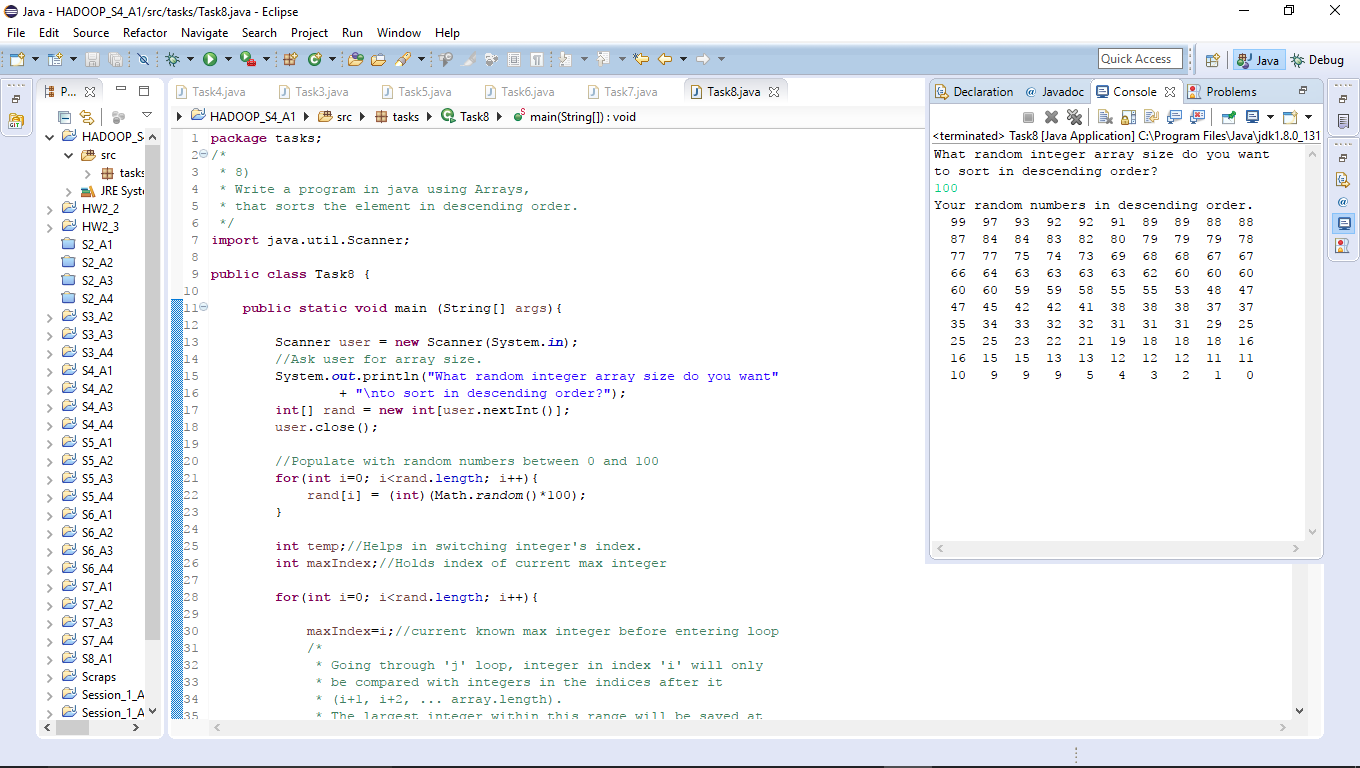 Java - HADOOP_S4_A1/src/tasks/Task8.java - Eclipse
File Edit Source Refactor Navigate Search Project Run Window Help
Quick Access Java Debug
P...
HADOOP_S
src
tasks
JRE Syste
HW2_2
HW2_3
S2_A1
S2_A2
S2_A3
S2_A4
S3_A2
S3_A3
S3_A4
S4_A1
S4_A2
S4_A3
S4_A4
S5_A1
S5_A2
S5_A3
S5_A4
S6_A1
S6_A2
S6_A3
S6_A4
S7_A1
S7_A2
S7_A3
S7_A4
S8_A1
Scraps
Session_1_A
Session_1_A
Task4.java Task3.java Task5.java Task6.java Task7.java Task8.java
HADOOP_S4_A1 src tasks Task8 main(String[]) : void
1 package tasks;
2 /*
3 * 8)
4 * Write a program in java using Arrays,
5 * that sorts the element in descending order.
6 */
7 import java.util.Scanner;
8
9 public class Task8 {
10
11 public static void main (String[] args){
12
13 Scanner user = new Scanner(System.in);
14 //Ask user for array size.
15 System.out.println("What random integer array size do you want"
16 + "\nto sort in descending order?");
17 int[] rand = new int[user.nextInt()];
18 user.close();
19
20 //Populate with random numbers between 0 and 100
21 for(int i=0; i<rand.length; i++){
22 rand[i] = (int)(Math.random()*100);
23 }
24
25 int temp;//Helps in switching integer's index.
26 int maxIndex;//Holds index of current max integer
27
28 for(int i=0; i<rand.length; i++){
29
30 maxIndex=i;//current known max integer before entering loop
31 /*
32 * Going through 'j' loop, integer in index 'i' will only
33 * be compared with integers in the indices after it
34 * (i+1, i+2, ... array.length).
35 * The largest integer within this range will be saved at
Declaration @ Javadoc Console Problems
<terminated> Task8 [Java Application] C:\Program Files\Java\jdk1.8.0_131
What random integer array size do you want
to sort in descending order?
100
Your random numbers in descending order.
99 97 93 92 92 91 89 89 88 88
87 84 84 83 82 80 79 79 79 78
77 77 75 74 73 69 68 68 67 67
66 64 63 63 63 63 62 60 60 60
60 60 59 59 58 55 55 53 48 47
47 45 42 42 41 38 38 38 37 37
35 34 33 32 32 31 31 31 29 25
25 25 23 22 21 19 18 18 18 16
16 15 15 13 13 12 12 12 11 11
10 9 9 9 5 4 3 2 1 0